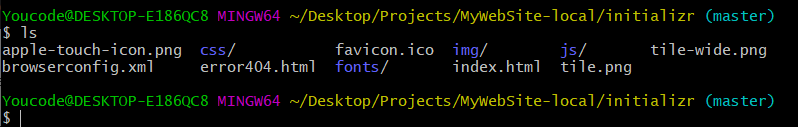 Youcode@DESKTOP-E186QC8 MINGW64 ~/Desktop/Projects/MyWebSite-local/initializr (master)
$ ls
apple-touch-icon.png css/ favicon.ico img/ js/ tile-wide.png
browserconfig.xml error404.html fonts/ index.html tile.png
Youcode@DESKTOP-E186QC8 MINGW64 ~/Desktop/Projects/MyWebSite-local/initializr (master)
$